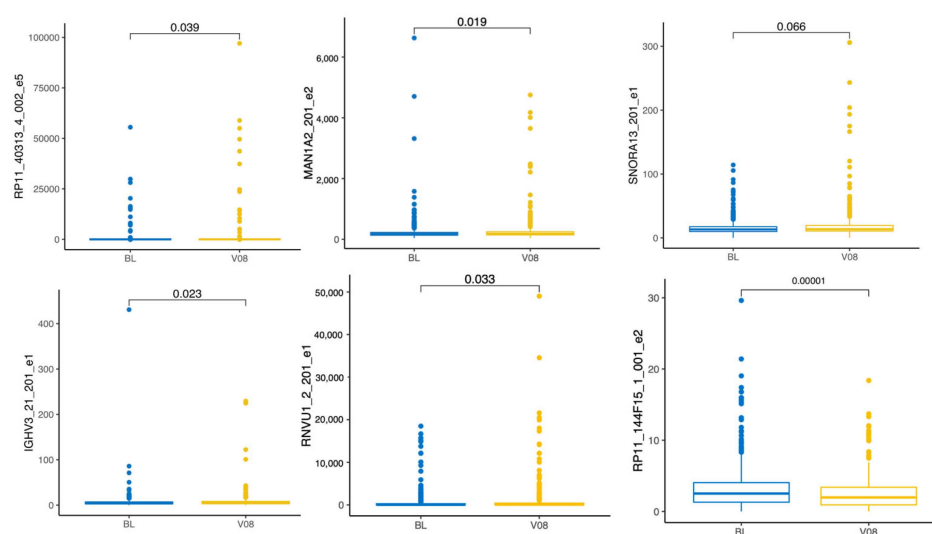 0.039
RP11_40313_4_002_e5
100000
75000
50000
25000
0
BL
V08
0.019
MAN1A2_201_e2
6,000
4,000
2,000
0
BL
V08
0.066
SNORA13_201_e1
300
200
100
0
BL
V08
0.023
IGHV3_21_201_e1
400
300
200
100
0
BL
V08
0.033
RNVU1_2_201_e1
50,000
40,000
30,000
20,000
10,000
0
BL
V08
0.00001
RP11_144F15_1_001_e2
30
20
10
0
BL
V08